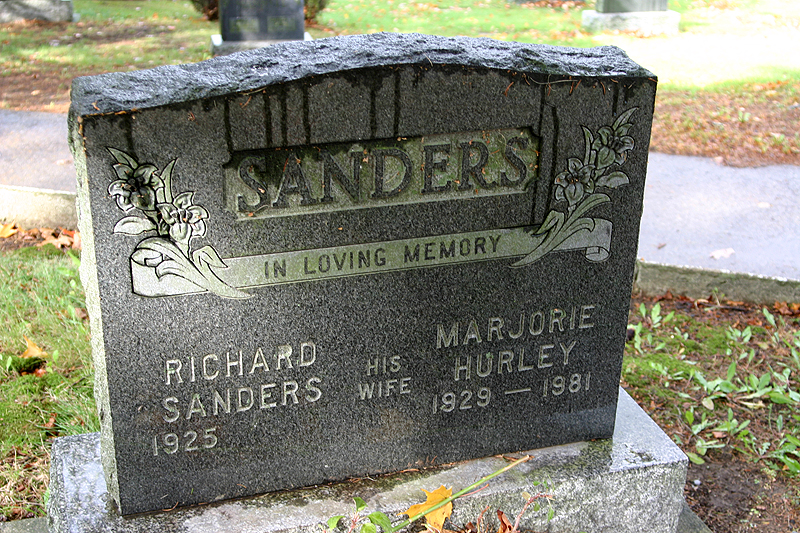 SANDERS
IN LOVING MEMORY
RICHARD
SANDERS
1925
HIS
WIFE
MARJORIE
HURLEY
1929 — 1981